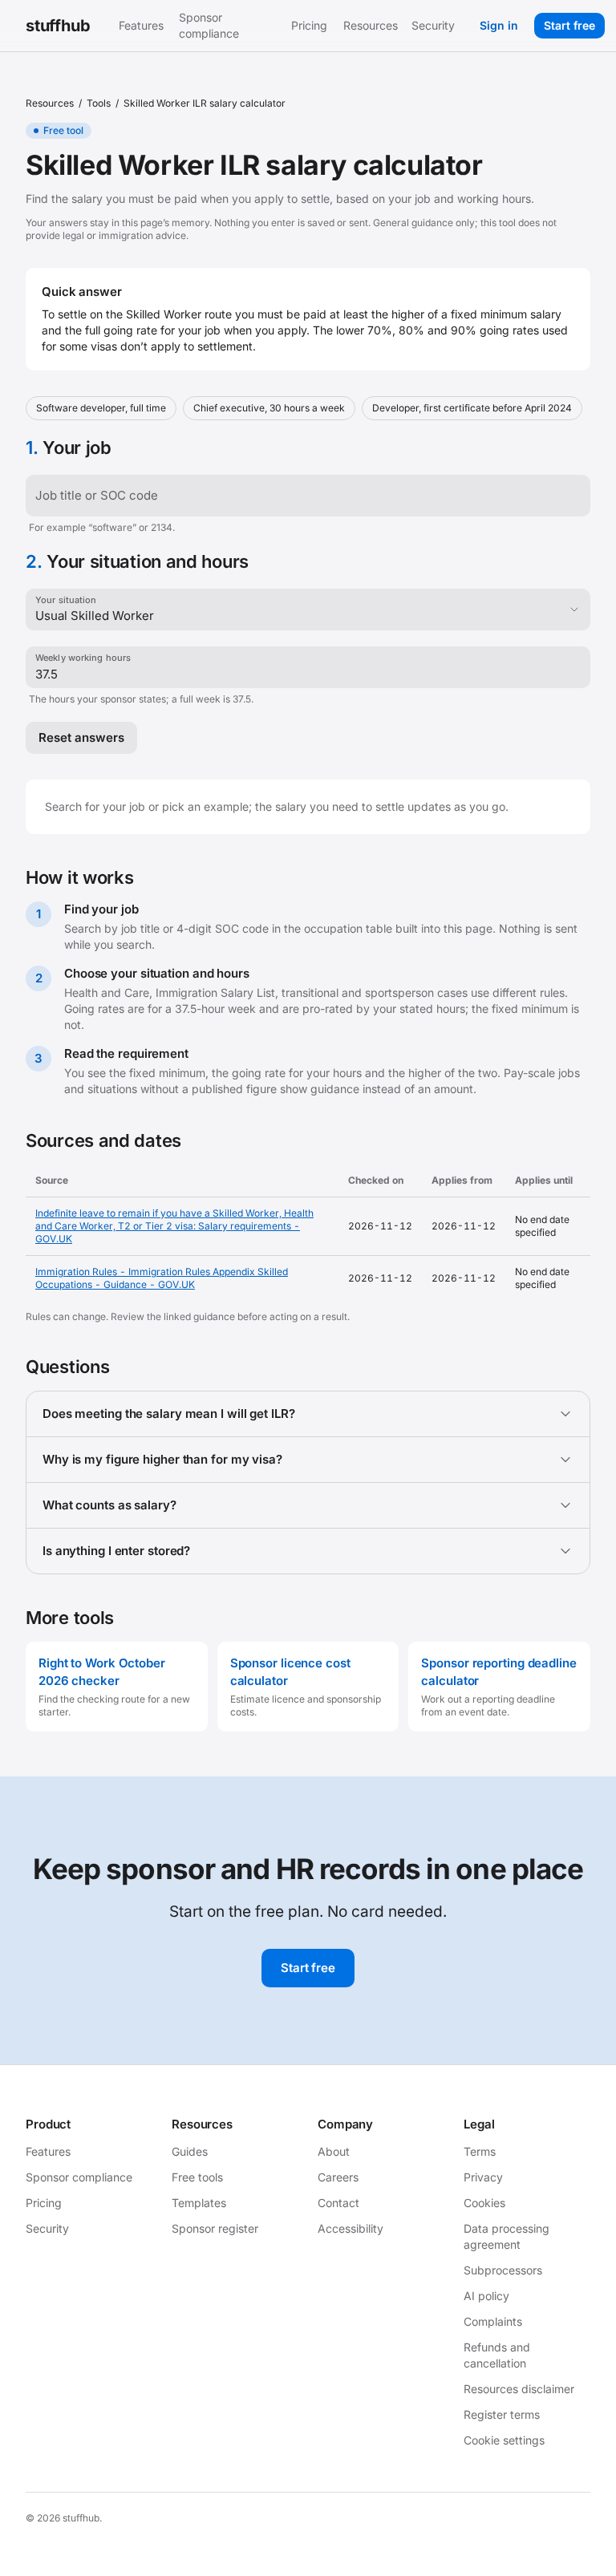 stuffhub
Features
Sponsor
compliance
Pricing
Resources
Security
Sign in
Start free
Resources / Tools / Skilled Worker ILR salary calculator
Free tool
Skilled Worker ILR salary calculator
Find the salary you must be paid when you apply to settle, based on your job and working hours.
Your answers stay in this page’s memory. Nothing you enter is saved or sent. General guidance only; this tool does not
provide legal or immigration advice.
Quick answer
To settle on the Skilled Worker route you must be paid at least the higher of a fixed minimum salary
and the full going rate for your job when you apply. The lower 70%, 80% and 90% going rates used
for some visas don’t apply to settlement.
Software developer, full time
Chief executive, 30 hours a week
Developer, first certificate before April 2024
1. Your job
Job title or SOC code
For example “software” or 2134.
2. Your situation and hours
Your situation
Usual Skilled Worker
Weekly working hours
37.5
The hours your sponsor states; a full week is 37.5.
Reset answers
Search for your job or pick an example; the salary you need to settle updates as you go.
How it works
1
Find your job
Search by job title or 4-digit SOC code in the occupation table built into this page. Nothing is sent
while you search.
2
Choose your situation and hours
Health and Care, Immigration Salary List, transitional and sportsperson cases use different rules.
Going rates are for a 37.5-hour week and are pro-rated by your stated hours; the fixed minimum is
not.
3
Read the requirement
You see the fixed minimum, the going rate for your hours and the higher of the two. Pay-scale jobs
and situations without a published figure show guidance instead of an amount.
Sources and dates
Source
Checked on
Applies from
Applies until
Indefinite leave to remain if you have a Skilled Worker, Health
and Care Worker, T2 or Tier 2 visa: Salary requirements -
GOV.UK
2026-11-12
2026-11-12
No end date
specified
Immigration Rules - Immigration Rules Appendix Skilled
Occupations - Guidance - GOV.UK
2026-11-12
2026-11-12
No end date
specified
Rules can change. Review the linked guidance before acting on a result.
Questions
Does meeting the salary mean I will get ILR?
Why is my figure higher than for my visa?
What counts as salary?
Is anything I enter stored?
More tools
Right to Work October
2026 checker
Find the checking route for a new
starter.
Sponsor licence cost
calculator
Estimate licence and sponsorship
costs.
Sponsor reporting deadline
calculator
Work out a reporting deadline
from an event date.
Keep sponsor and HR records in one place
Start on the free plan. No card needed.
Start free
Product
Features
Sponsor compliance
Pricing
Security
Resources
Guides
Free tools
Templates
Sponsor register
Company
About
Careers
Contact
Accessibility
Legal
Terms
Privacy
Cookies
Data processing
agreement
Subprocessors
AI policy
Complaints
Refunds and
cancellation
Resources disclaimer
Register terms
Cookie settings
© 2026 stuffhub.